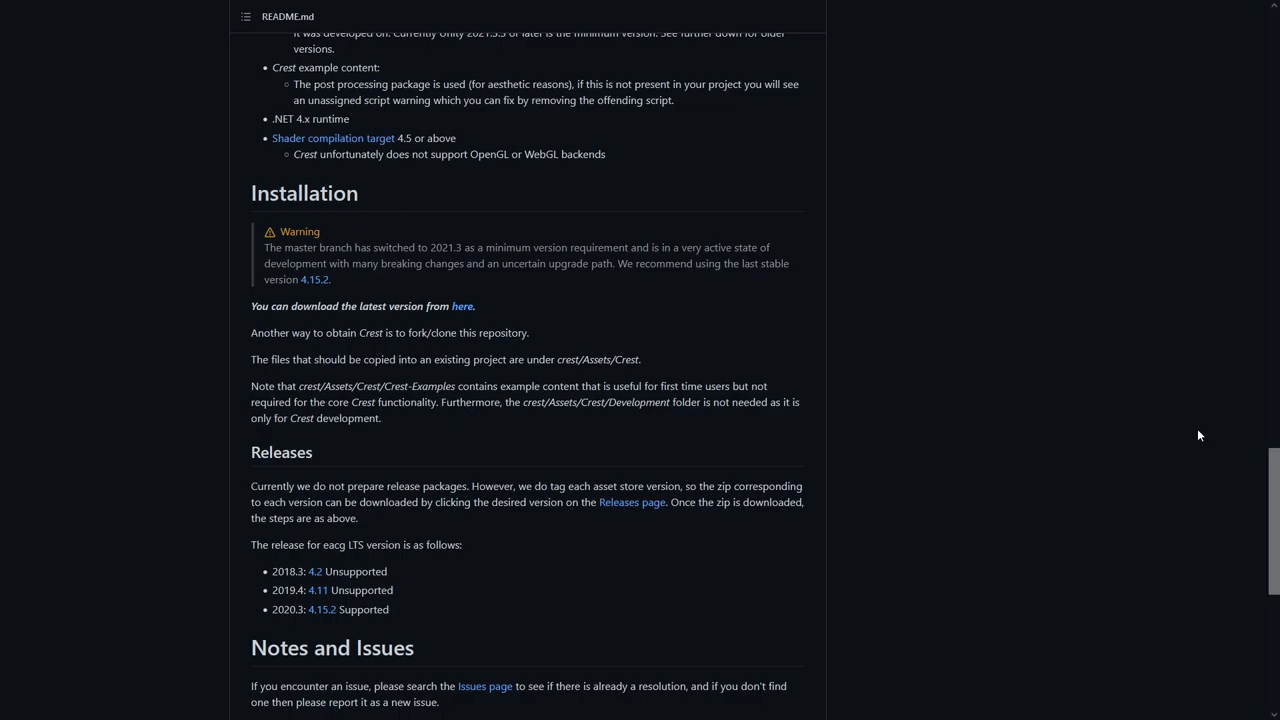 README.md
it was developed on. Currently Unity 2021.3.5 or later is the minimum version. See further down for older
versions.
Crest example content:
The post processing package is used (for aesthetic reasons), if this is not present in your project you will see
an unassigned script warning which you can fix by removing the offending script.
.NET 4.x runtime
Shader compilation target 4.5 or above
Crest unfortunately does not support OpenGL or WebGL backends
Installation
Warning
The master branch has switched to 2021.3 as a minimum version requirement and is in a very active state of
development with many breaking changes and an uncertain upgrade path. We recommend using the last stable
version 4.15.2.
You can download the latest version from here.
Another way to obtain Crest is to fork/clone this repository.
The files that should be copied into an existing project are under crest/Assets/Crest.
Note that crest/Assets/Crest/Crest-Examples contains example content that is useful for first time users but not
required for the core Crest functionality. Furthermore, the crest/Assets/Crest/Development folder is not needed as it is
only for Crest development.
Releases
Currently we do not prepare release packages. However, we do tag each asset store version, so the zip corresponding
to each version can be downloaded by clicking the desired version on the Releases page. Once the zip is downloaded,
the steps are as above.
The release for eacg LTS version is as follows:
2018.3: 4.2 Unsupported
2019.4: 4.11 Unsupported
2020.3: 4.15.2 Supported
Notes and Issues
If you encounter an issue, please search the Issues page to see if there is already a resolution, and if you don't find
one then please report it as a new issue.